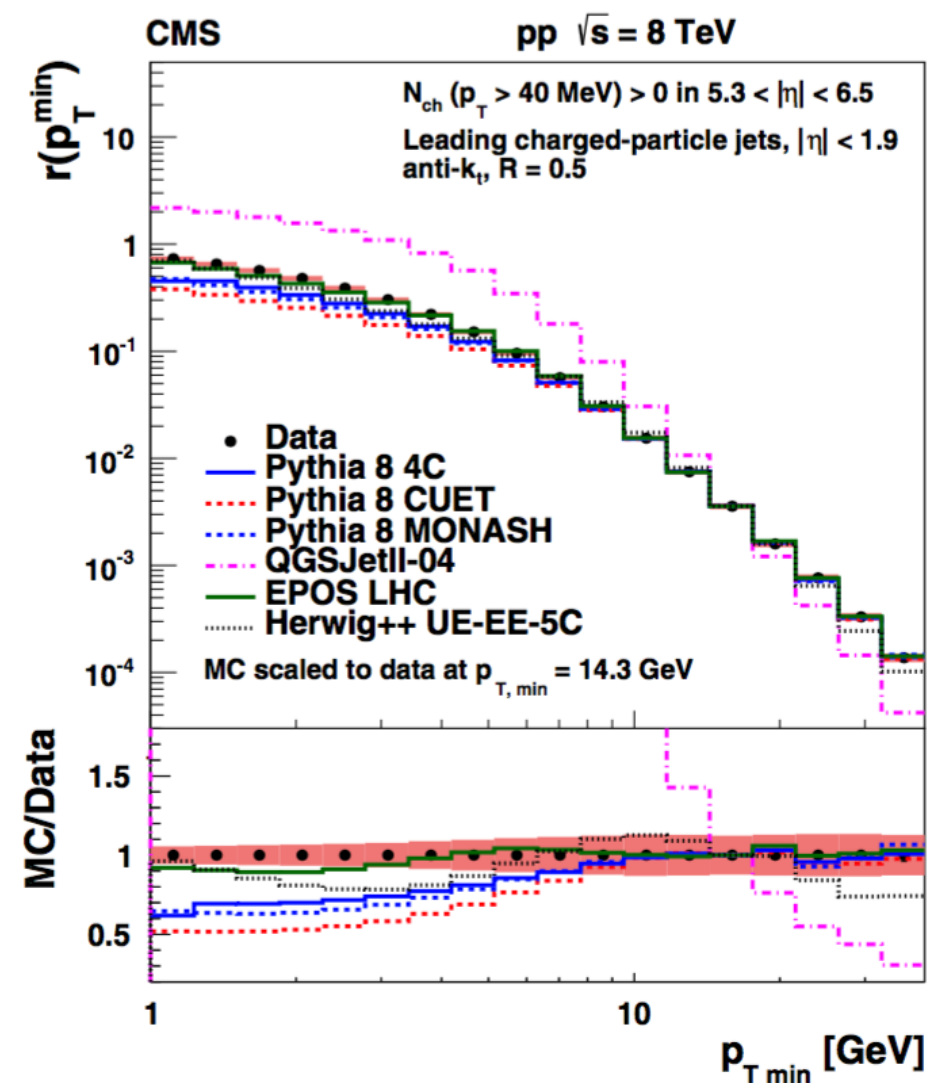 CMS pp √s = 8 TeV
r(p_T^min)
N_ch (p_T > 40 MeV) > 0 in 5.3 < |η| < 6.5
Leading charged-particle jets, |η| < 1.9
anti-k_t, R = 0.5
10
1
10^-1
10^-2
10^-3
10^-4
Data
Pythia 8 4C
Pythia 8 CUET
Pythia 8 MONASH
QGSJetII-04
EPOS LHC
Herwig++ UE-EE-5C
MC scaled to data at p_T, min = 14.3 GeV
MC/Data
1.5
1
0.5
1 10
p_T min [GeV]